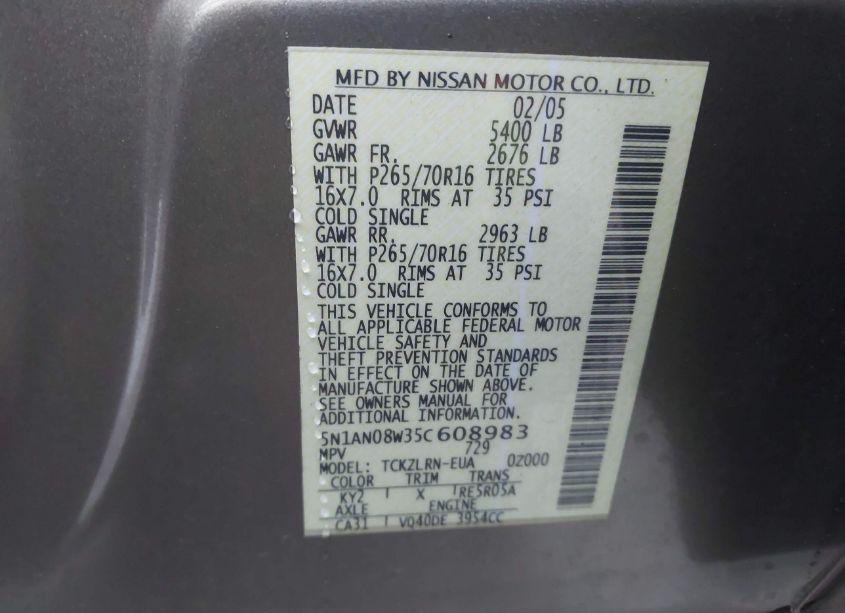 MFD BY NISSAN MOTOR CO., LTD.
DATE 02/05
GVWR 5400 LB
GAWR FR. 2676 LB
WITH P265/70R16 TIRES
16X7.0 RIMS AT 35 PSI
COLD SINGLE
GAWR RR. 2963 LB
WITH P265/70R16 TIRES
16X7.0 RIMS AT 35 PSI
COLD SINGLE
THIS VEHICLE CONFORMS TO
ALL APPLICABLE FEDERAL MOTOR
VEHICLE SAFETY AND
THEFT PREVENTION STANDARDS
IN EFFECT ON THE DATE OF
MANUFACTURE SHOWN ABOVE.
SEE OWNERS MANUAL FOR
ADDITIONAL INFORMATION.
5N1AN08W35C608983
MPV 729
MODEL: TCKZLRN-EUA 0Z000
COLOR TRIM TRANS
KY2 X RE5R05A
AXLE ENGINE
CA31 VQ40DE 3954CC